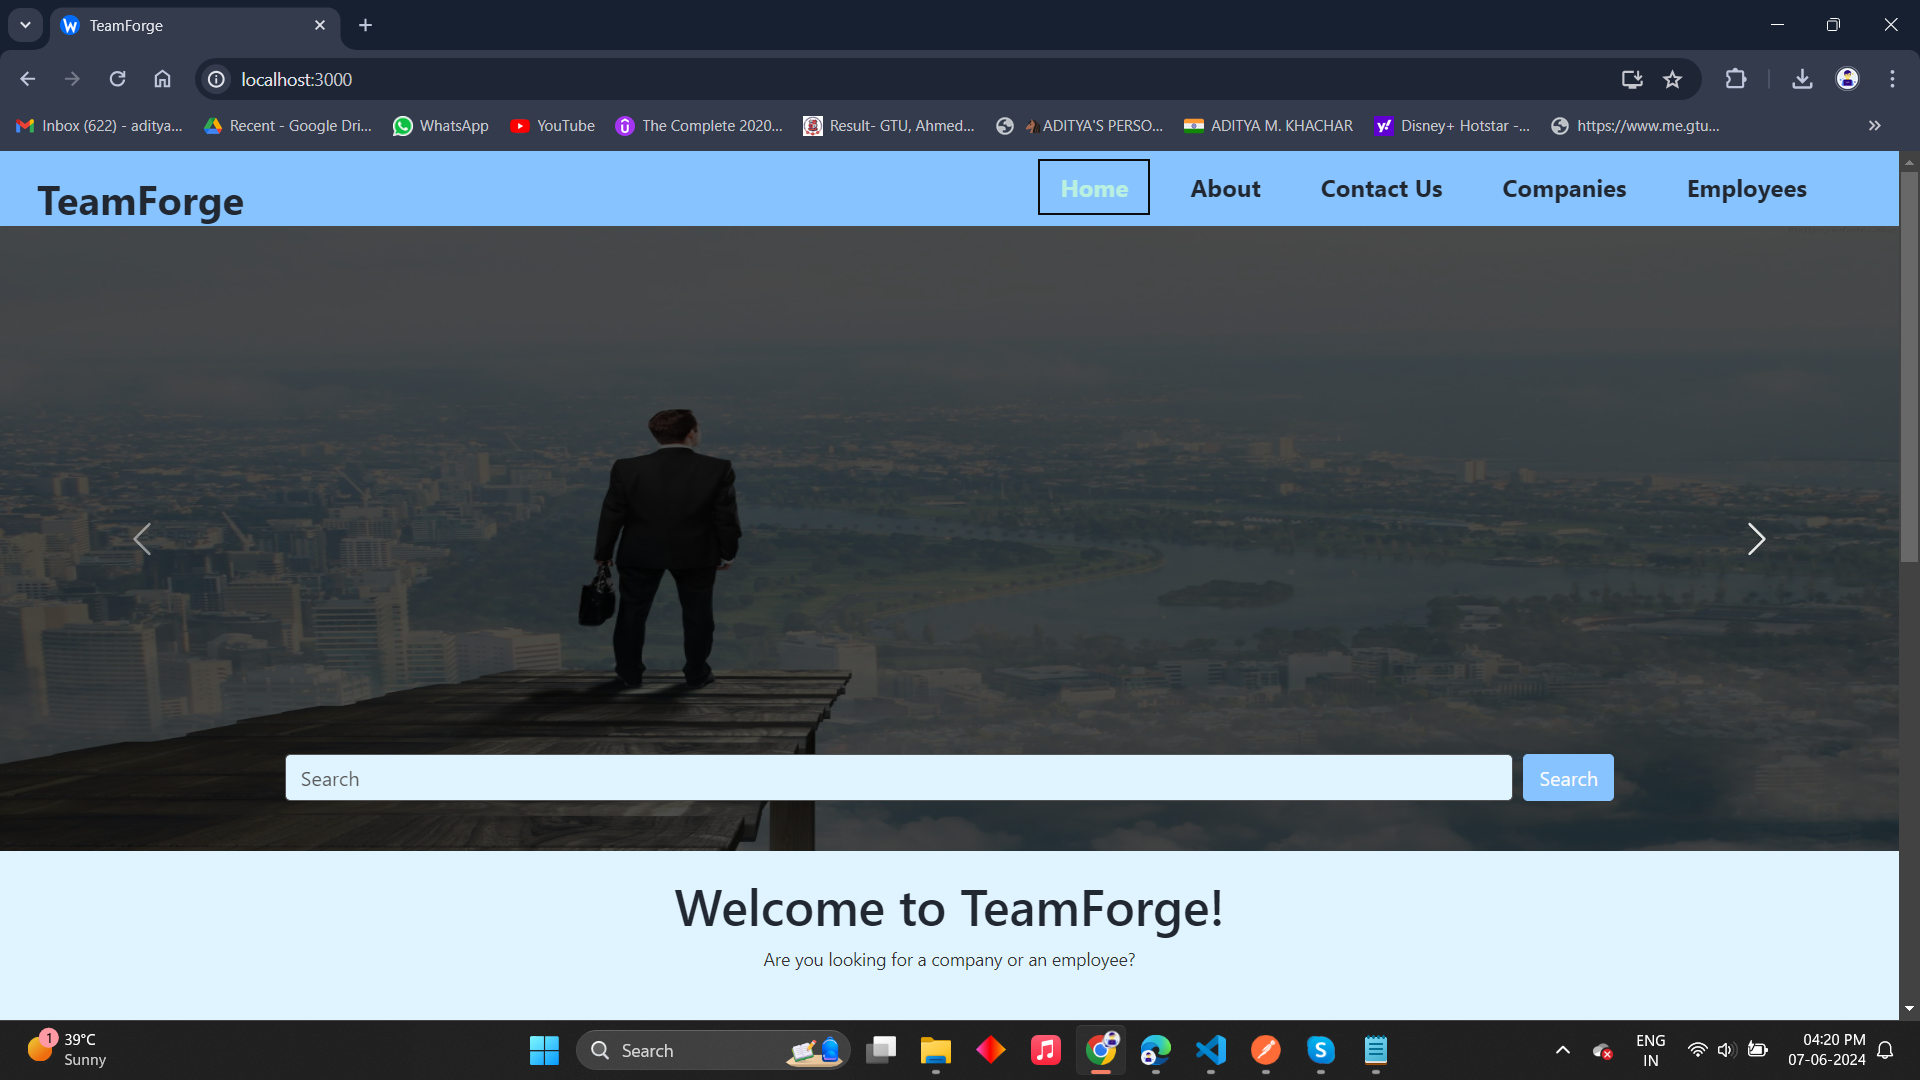 TeamForge
localhost:3000
Inbox (622) - aditya...
Recent - Google Dri...
WhatsApp
YouTube
The Complete 2020...
Result- GTU, Ahmed...
ADITYA'S PERSO...
ADITYA M. KHACHAR
Disney+ Hotstar -...
https://www.me.gtu...
TeamForge
Home
About
Contact Us
Companies
Employees
Search
Search
Welcome to TeamForge!
Are you looking for a company or an employee?
1
39°C
Sunny
Search
ENG
IN
04:20 PM
07-06-2024